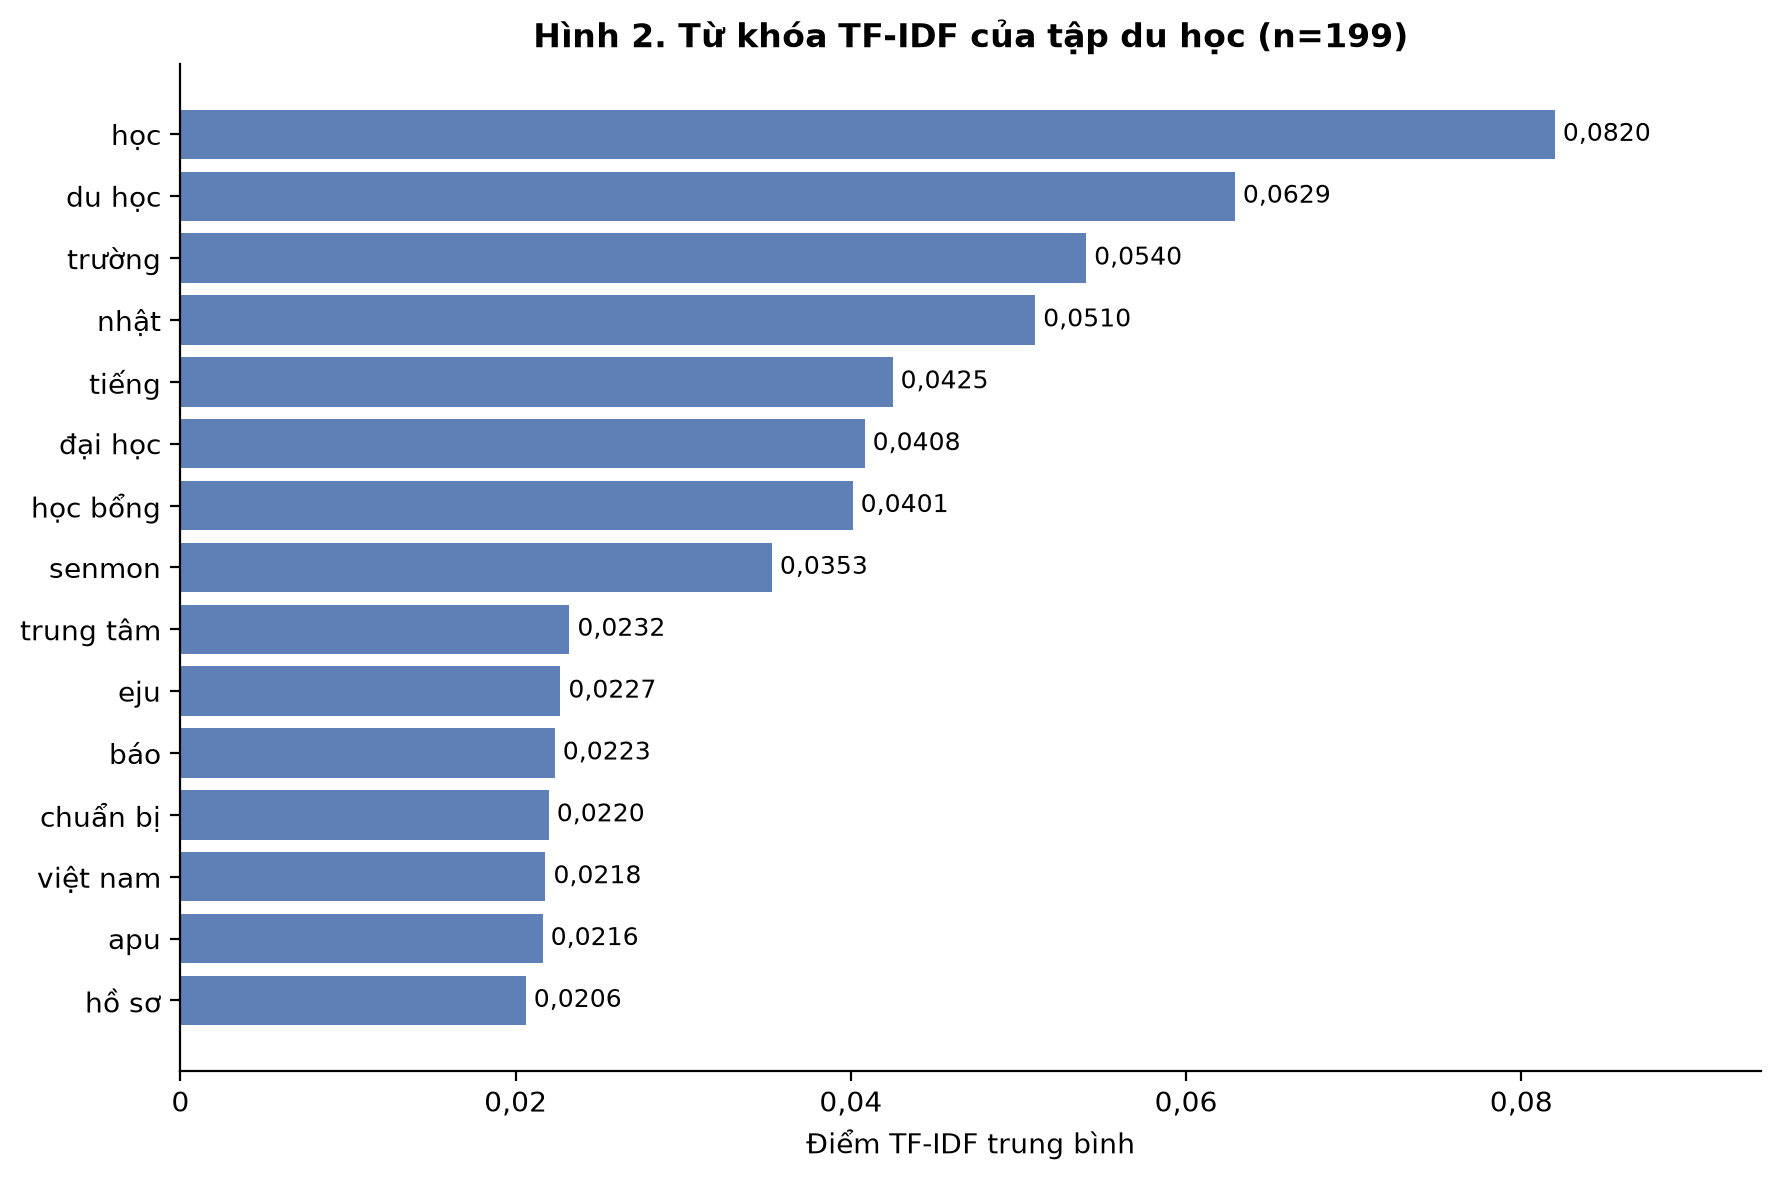 Hình 2. Từ khóa TF-IDF của tập du học (n=199)
học 0,0820
du học 0,0629
trường 0,0540
nhật 0,0510
tiếng 0,0425
đại học 0,0408
học bổng 0,0401
senmon 0,0353
trung tâm 0,0232
eju 0,0227
báo 0,0223
chuẩn bị 0,0220
việt nam 0,0218
apu 0,0216
hồ sơ 0,0206
0 0,02 0,04 0,06 0,08
Điểm TF-IDF trung bình